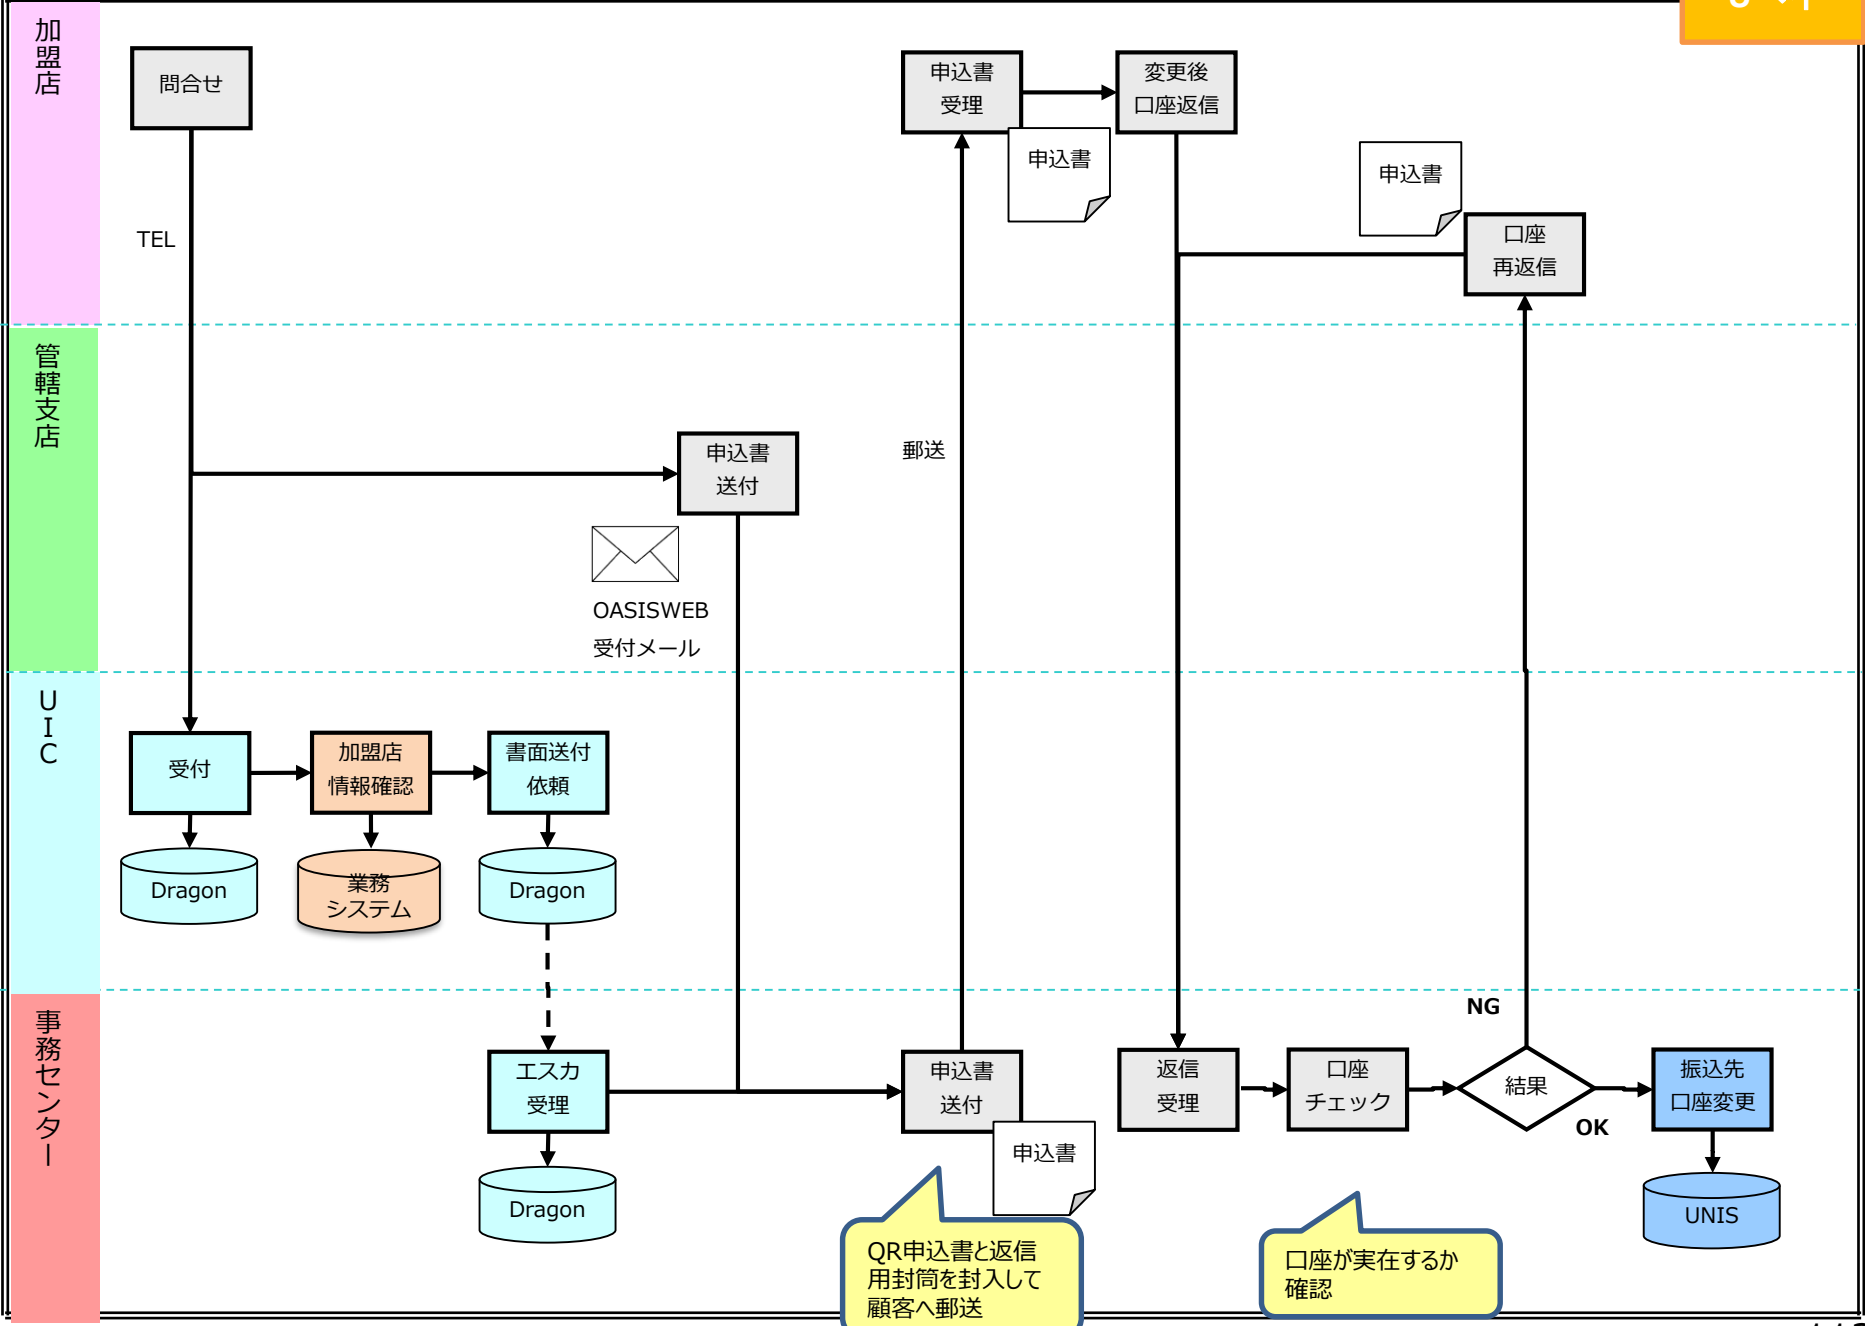 加盟店
問合せ
TEL
申込書
受理
申込書
変更後
口座返信
申込書
口座
再返信
管轄支店
申込書
送付
OASISWEB
受付メール
郵送
UIC
受付
Dragon
加盟店
情報確認
業務
システム
書面送付
依頼
Dragon
事務センター
エスカ
受理
Dragon
申込書
送付
申込書
QR申込書と返信
用封筒を封入して
顧客へ郵送
返信
受理
口座
チェック
口座が実在するか
確認
結果
NG
OK
振込先
口座変更
UNIS